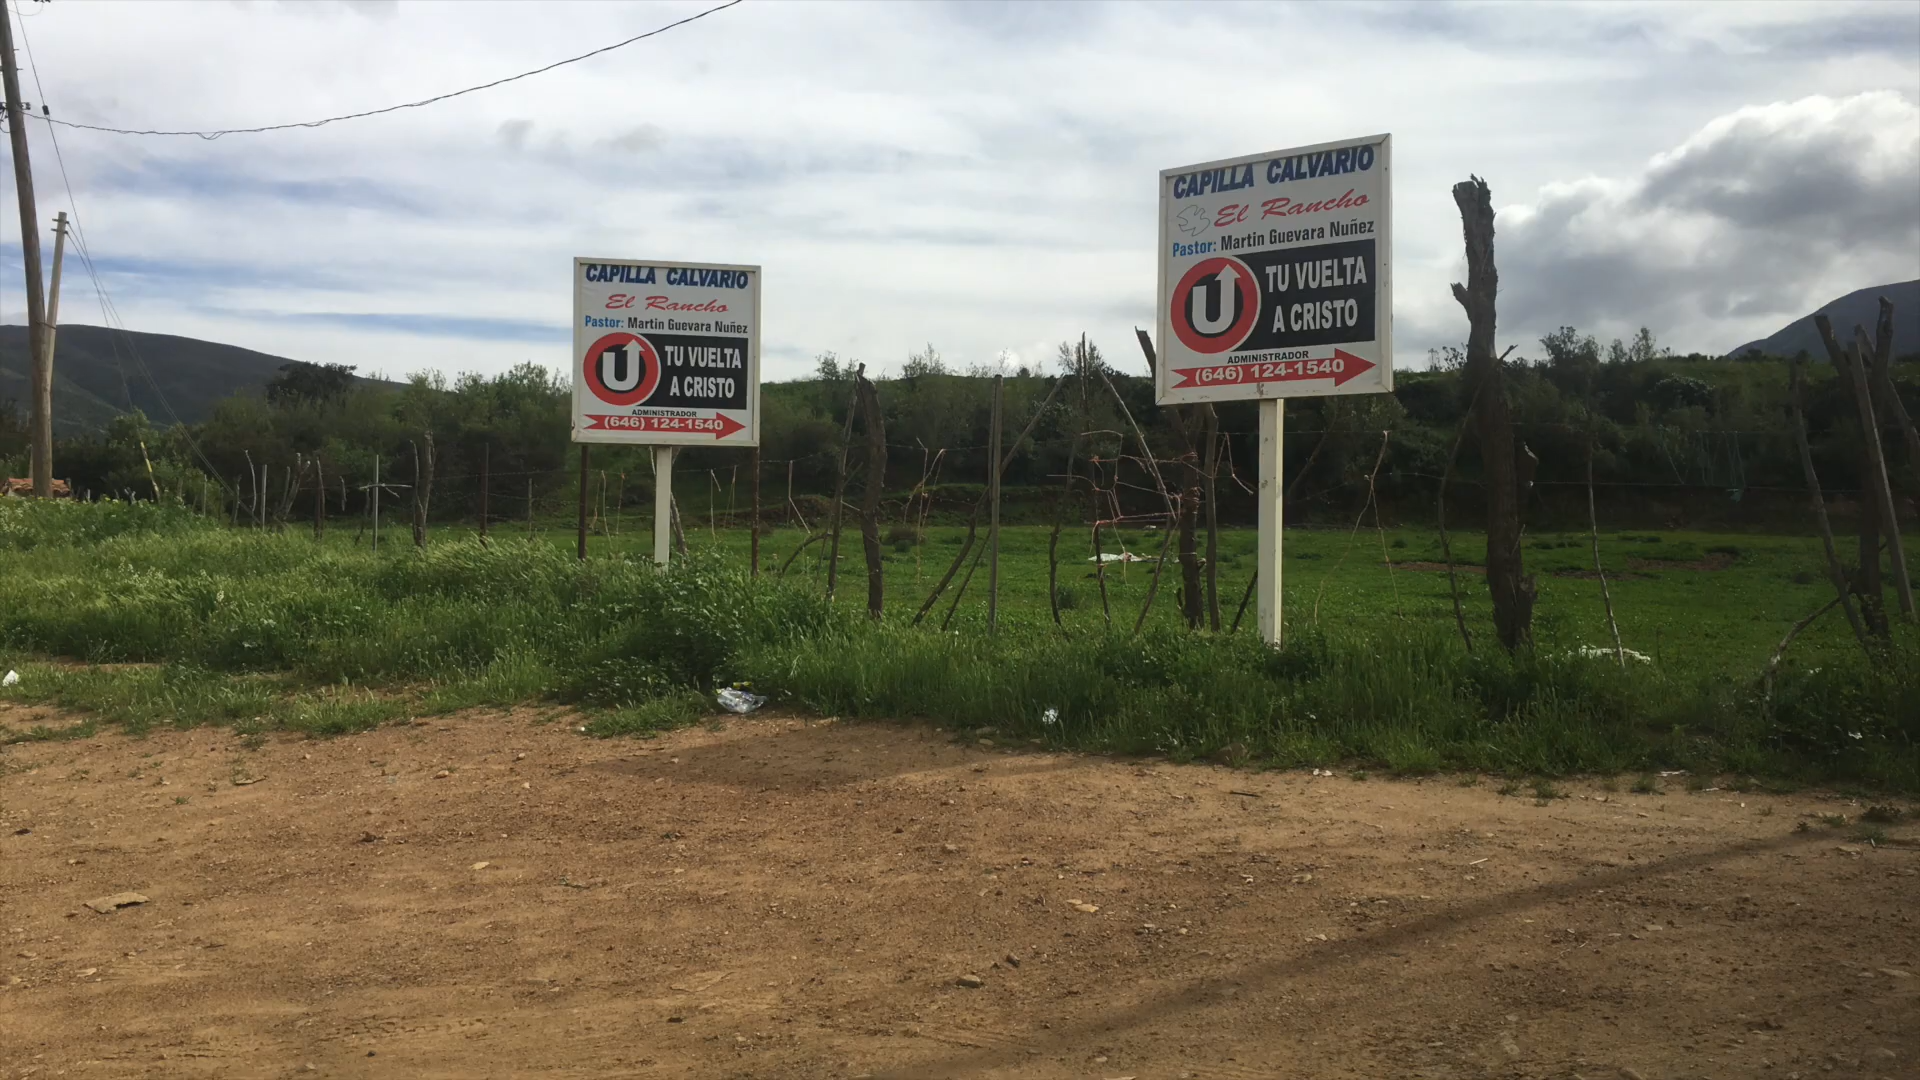 CAPILLA CALVARIO
El Rancho
Pastor: Martin Guevara Nuñez
U TU VUELTA
A CRISTO
ADMINISTRADOR
(646) 124-1540
CAPILLA CALVARIO
El Rancho
Pastor: Martin Guevara Nuñez
U TU VUELTA
A CRISTO
ADMINISTRADOR
(646) 124-1540